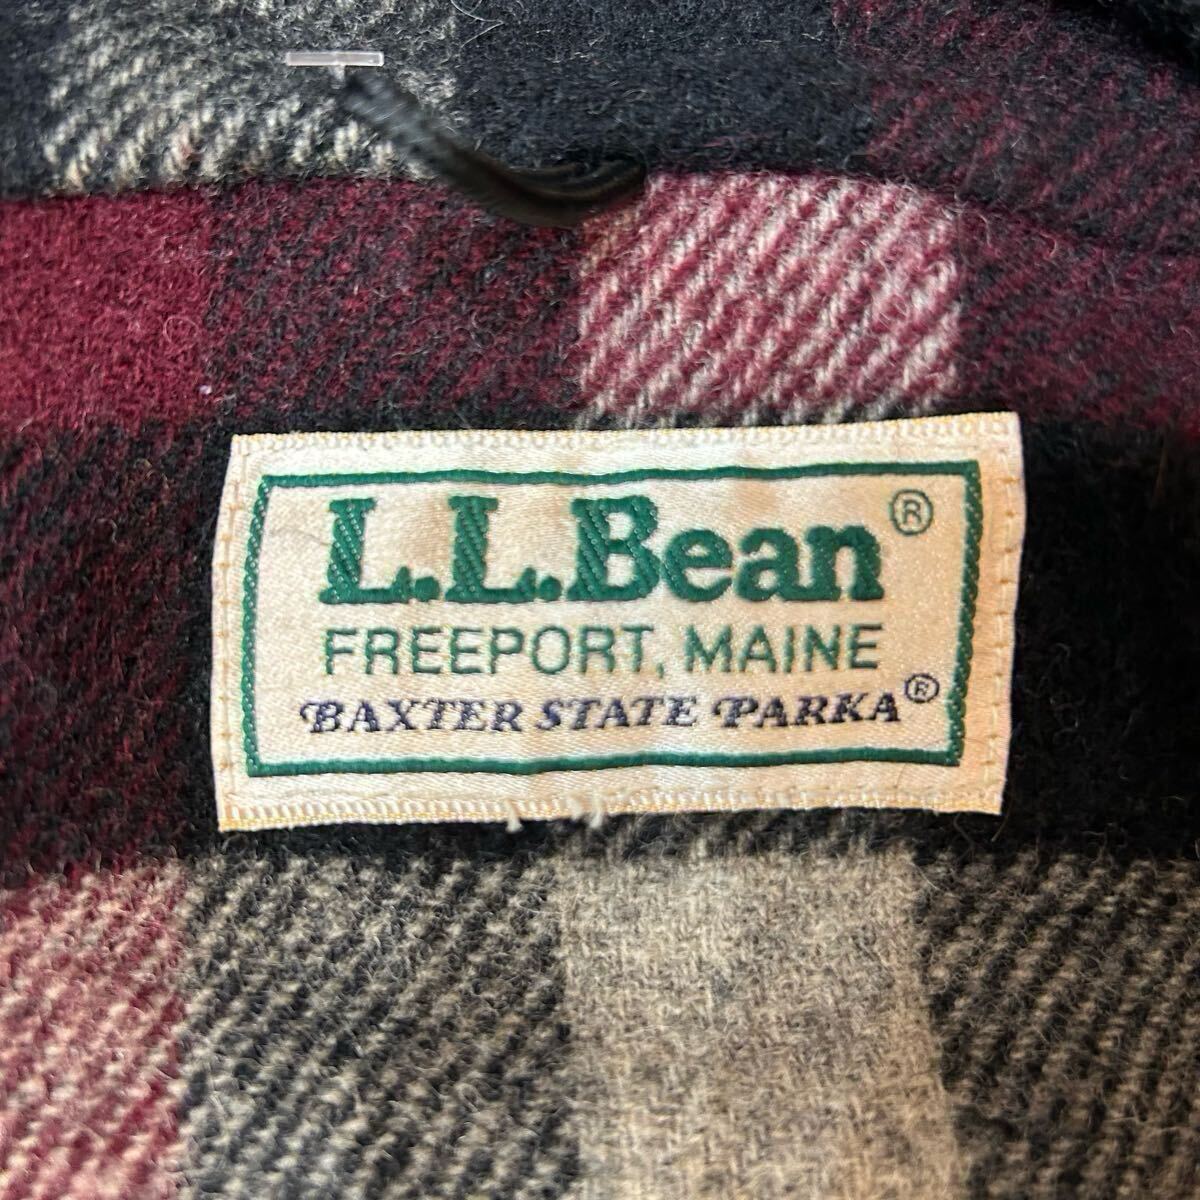 L.L.Bean®
FREEPORT, MAINE
BAXTER STATE PARKA®